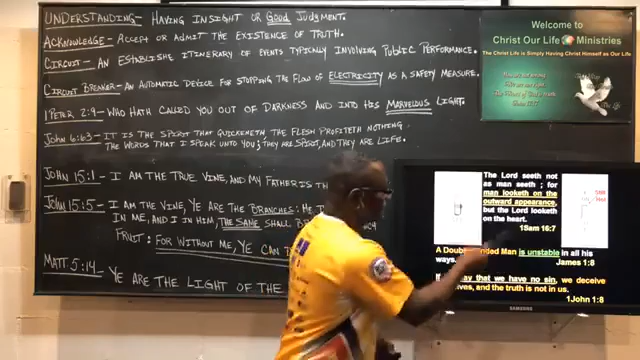 UNDERSTANDING- HAVING INSIGHT OR GOOD JUDGMENT.
ACKNOWLEDGE- ACCEPT OR ADMIT THE EXISTENCE OF TRUTH.
CIRCUIT - AN ESTABLISHE ITINERARY OF EVENTS TYPICALLY INVOLVING PUBLIC PERFORMANCE.
CIRCUIT BREAKER- AN AUTOMATIC DEVICE FOR STOPPING THE FLOW OF ELECTRICITY AS A SAFETY MEASURE.
1 PETER. 2:9- WHO HATH CALLED YOU OUT OF DARKNESS AND INTO HIS MARVELOUS LIGHT.
JOHN 6:63- IT IS THE SPIRIT THAT QUICKENETH THE FLESH PROFITETH NOTHING
THE WORDS THAT I SPEAK UNTO YOU; THEY ARE SPIRIT, AND THEY ARE LIFE.
JOHN 15:1- I AM THE TRUE VINE, AND MY FATHER IS TH
JOHN 15:5- I AM THE VINE, YE ARE THE BRANCHES: HE
IN ME, AND I IN HIM, THE SAME SHALL B
FRUIT: FOR WITHOUT ME, YE CAN
MATT. 5:14- YE ARE THE LIGHT OF THE
Welcome to
Christ Our Life Ministries
The Christ Life is Simply Having Christ Himself as Our Life
The Lord seeth not
as man seeth; for
man looketh on the
outward appearance,
but the Lord looketh
on the heart.
1Sam 16:7
A Doub ded Man is unstable in all his
ways.
James 1:8
ay that we have no sin, we deceive
lves, and the truth is not in us.
1John 1:8
SAMSUNG